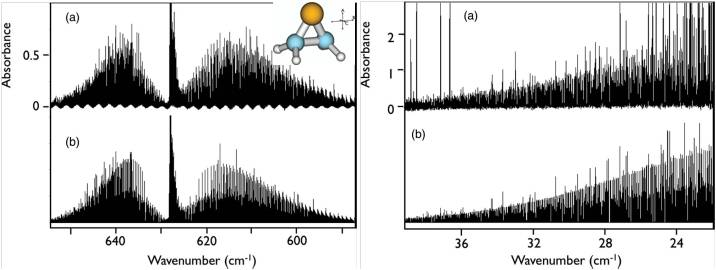 (a)
Absorbance
0.5
0
(b)
640
620
600
Wavenumber (cm-1)
(a)
Absorbance
2
1
0
(b)
36
32
28
24
Wavenumber (cm-1)